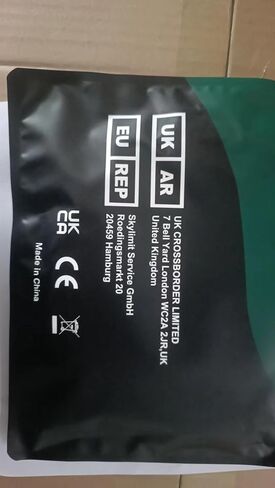 UK AR
UK CROSSBORDER LIMITED
7 Bell Yard London WC2A 2JR,UK
United Kingdom
EU REP
Skylimit Service GmbH
Roedingsmarkt 20
20459 Hamburg
UK
CA
CE
Made in China